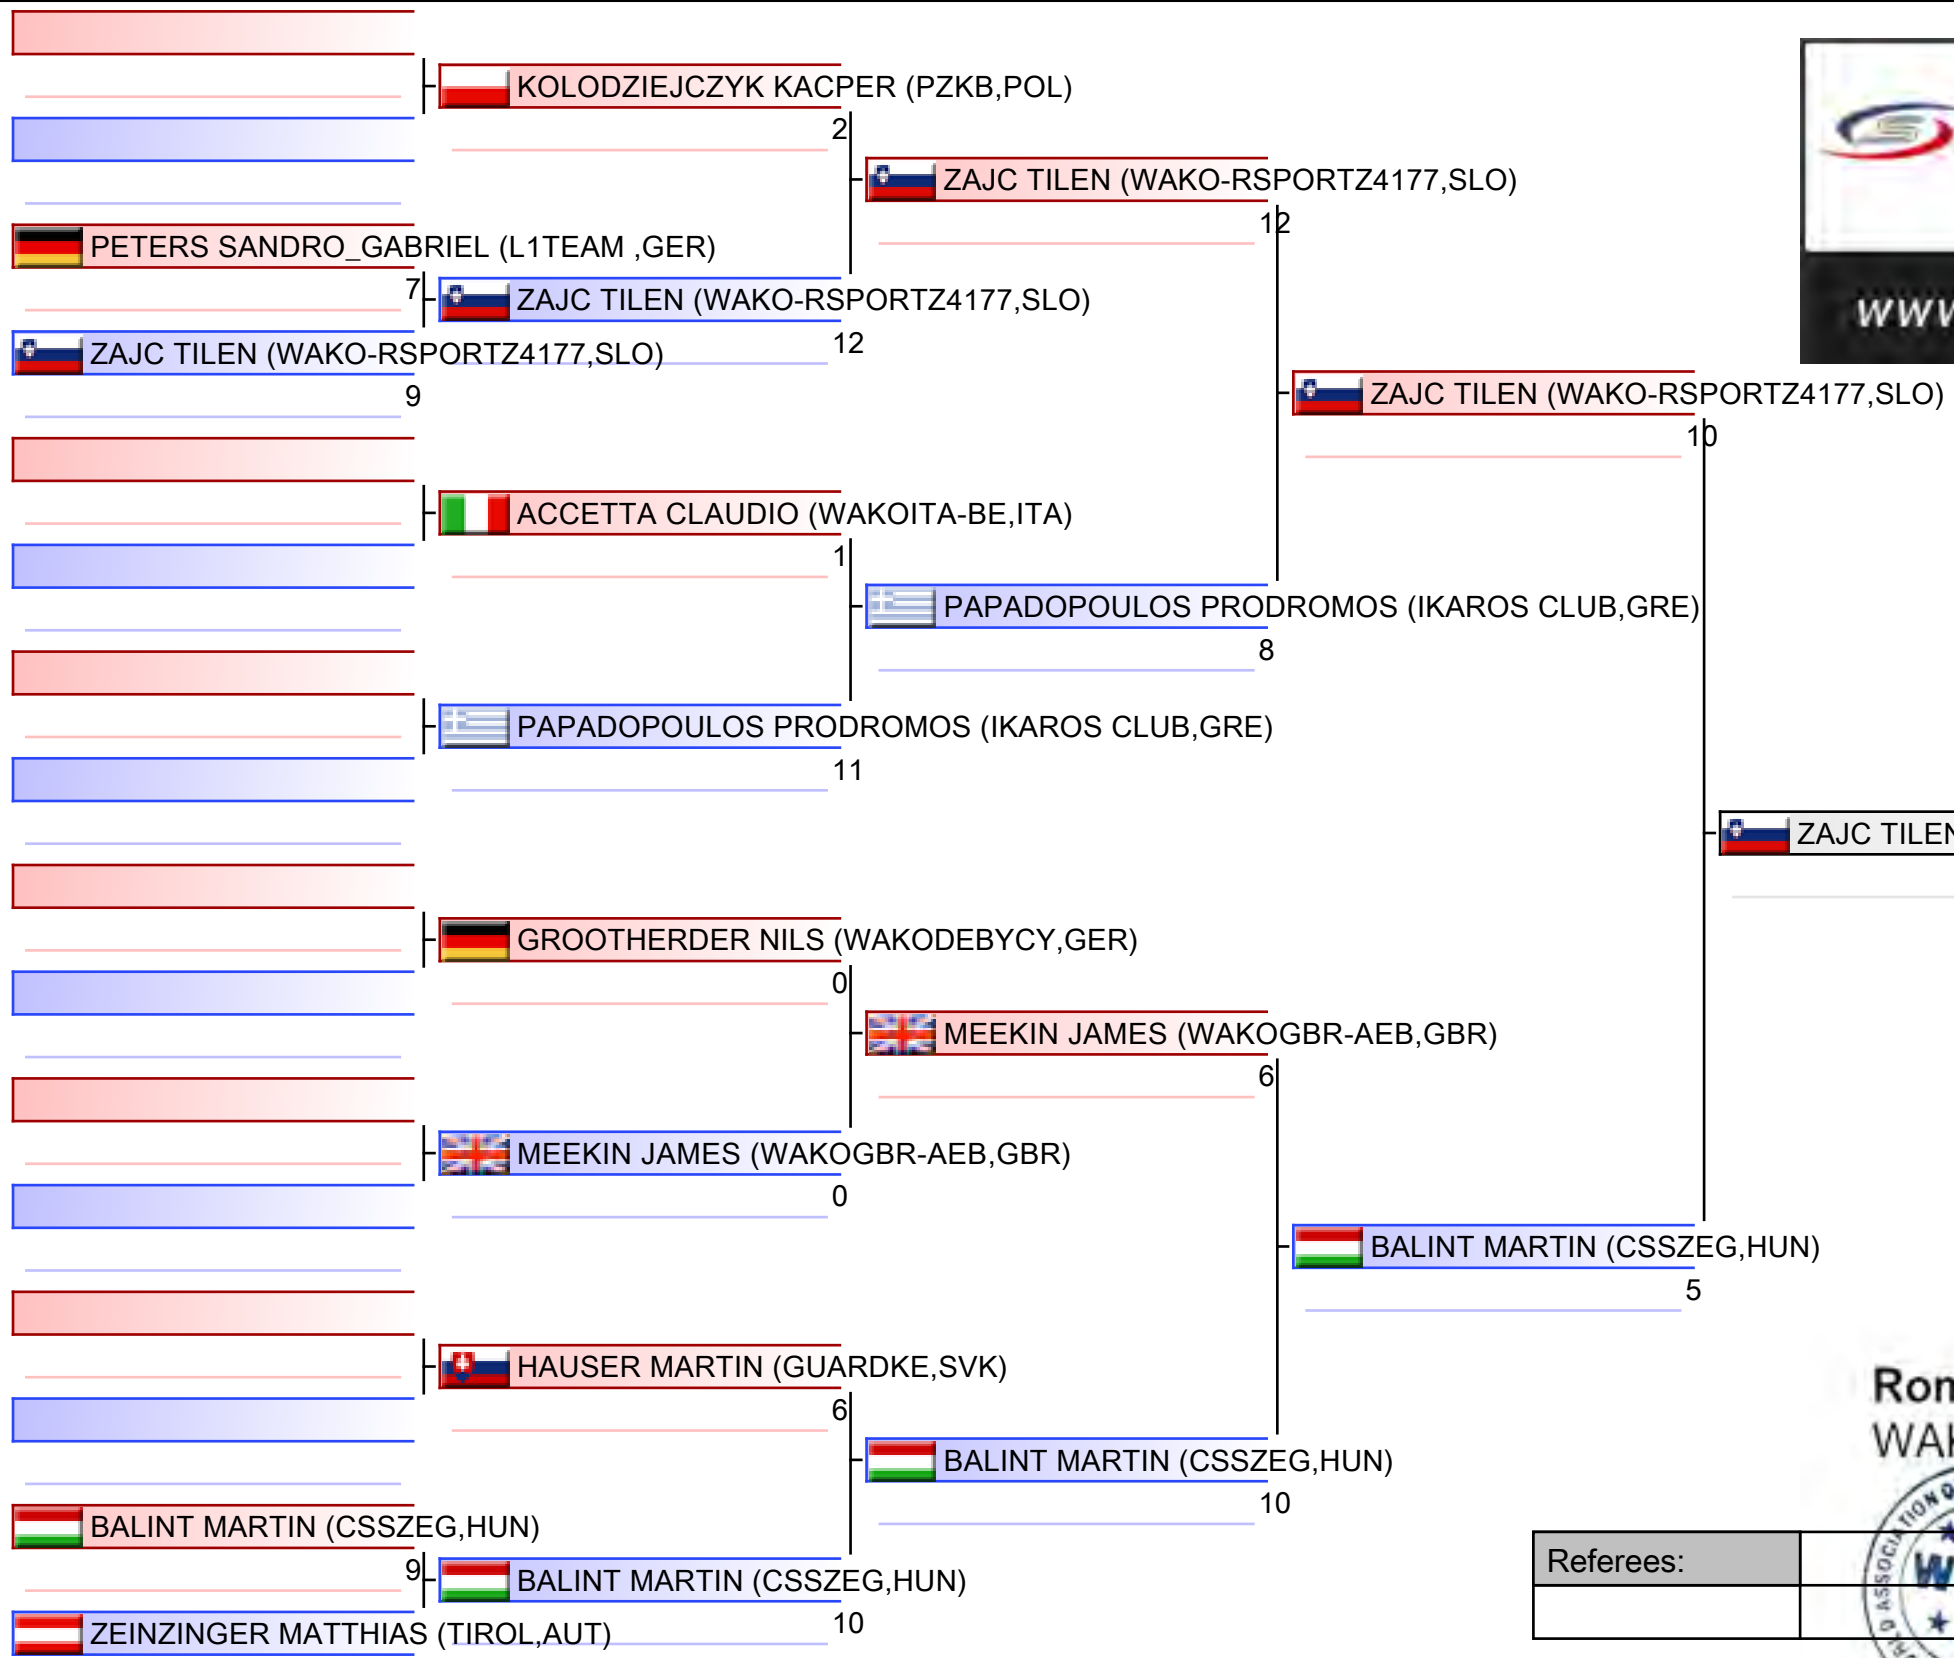 KOLODZIEJCZYK KACPER (PZKB,POL)
2
ZAJC TILEN (WAKO-RSPORTZ4177,SLO)
12
PETERS SANDRO_GABRIEL (L1TEAM ,GER)
7
ZAJC TILEN (WAKO-RSPORTZ4177,SLO)
12
ZAJC TILEN (WAKO-RSPORTZ4177,SLO)
9
www
ZAJC TILEN (WAKO-RSPORTZ4177,SLO)
10
ACCETTA CLAUDIO (WAKOITA-BE,ITA)
1
PAPADOPOULOS PRODROMOS (IKAROS CLUB,GRE)
8
PAPADOPOULOS PRODROMOS (IKAROS CLUB,GRE)
11
ZAJC TILEN
GROOTHERDER NILS (WAKODEBYCY,GER)
0
MEEKIN JAMES (WAKOGBR-AEB,GBR)
6
MEEKIN JAMES (WAKOGBR-AEB,GBR)
0
BALINT MARTIN (CSSZEG,HUN)
5
HAUSER MARTIN (GUARDKE,SVK)
6
BALINT MARTIN (CSSZEG,HUN)
10
BALINT MARTIN (CSSZEG,HUN)
9
BALINT MARTIN (CSSZEG,HUN)
10
ZEINZINGER MATTHIAS (TIROL,AUT)
Referees: